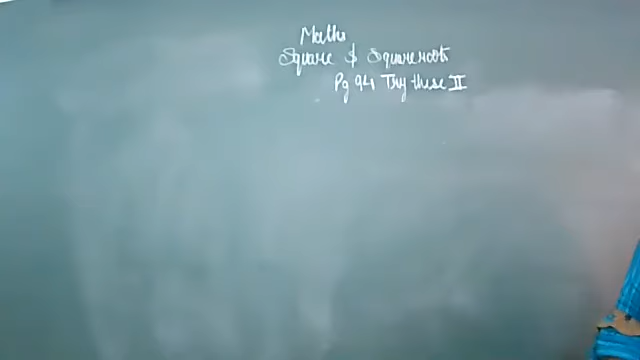 Maths
Square & Squareroots
Pg 94 Try these II